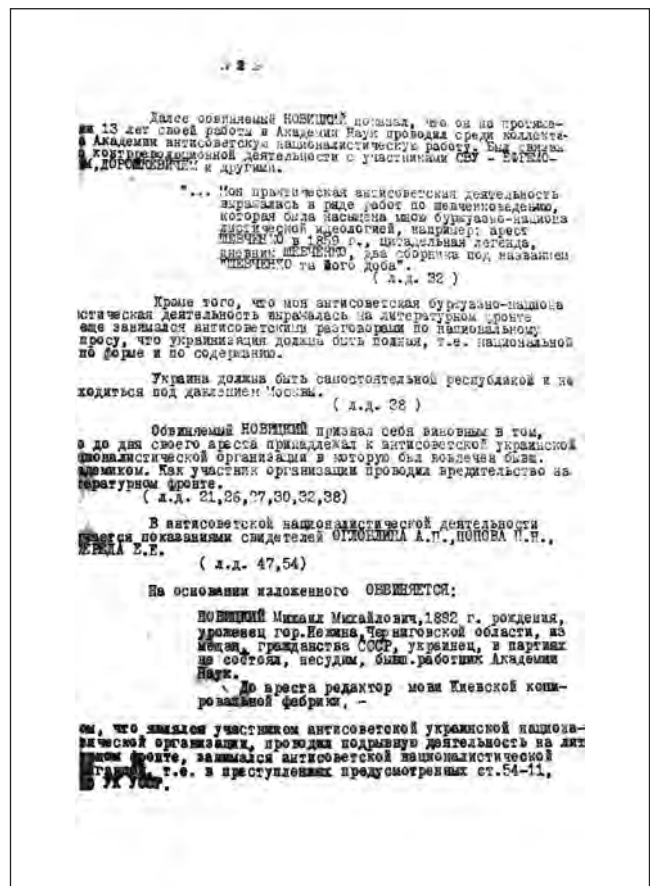 - 2 -
Далее обвиняемый НОВИЦКИЙ показал, что он на протяже-
ии 13 лет своей работы в Академии Наук проводил среди коллекти-
а Академии антисоветскую националистическую работу. Был связан
о контрреволюционной деятельности с участниками СВУ - ЕФРЕМО-
М, ДОРОШКЕВИЧЕМ и другими.
"... Моя практическая антисоветская деятельность
выражалась в ряде работ по шевченковедению,
которая была насыщена мною буржуазно-национа
листической идеологией, например: арест
ШЕВЧЕНКО в 1859 г., цитадельная легенда,
дневник ШЕВЧЕНКО, два сборника под названием
"ШЕВЧЕНКО та його доба".
( л.д. 32 )
Кроме того, что моя антисоветская буржуазно-национа
истическая деятельность выражалась на литературном фронте
еще занимался антисоветскими разговорами по национальному
просу, что украинизация должна быть полная, т.е. национальной
по форме и по содержанию.
Украина должна быть самостоятельной республикой и не
ходиться под давлением Москвы.
( л.д. 38 )
Обвиняемый НОВИЦКИЙ признал себя виновным в том,
о до дня своего ареста принадлежал к антисоветской украинской
ционалистической организации в которую был вовлечен бывш.
адемиком. Как участник организации проводил вредительство на
тературном фронте.
( л.д. 21,26,27,30,32,38)
В антисоветской националистической деятельности
чается показаниями свидетелей ОГЛОБЛИНА А.П., ПОПОВА П.Н.,
Е.Е.
( л.д. 47,54)
На основании изложенного ОБВИНЯЕТСЯ:
НОВИЦКИЙ Михаил Михайлович,1892 г. рождения,
уроженец гор.Нежина,Черниговской области, из
мещан, гражданства СССР, украинец, в партиях
не состоял, несудим, бывш.работник Академии
Наук.
До ареста редактор мови Киевской копи-
ровальной фабрики, -
ом, что являлся участником антисоветской украинской национа-
тической организации, проводил подрывную деятельность на лит
ном фронте, занимался антисоветской националистической
т.е. в преступлениях предусмотренных ст.54-11,
УК УССР.